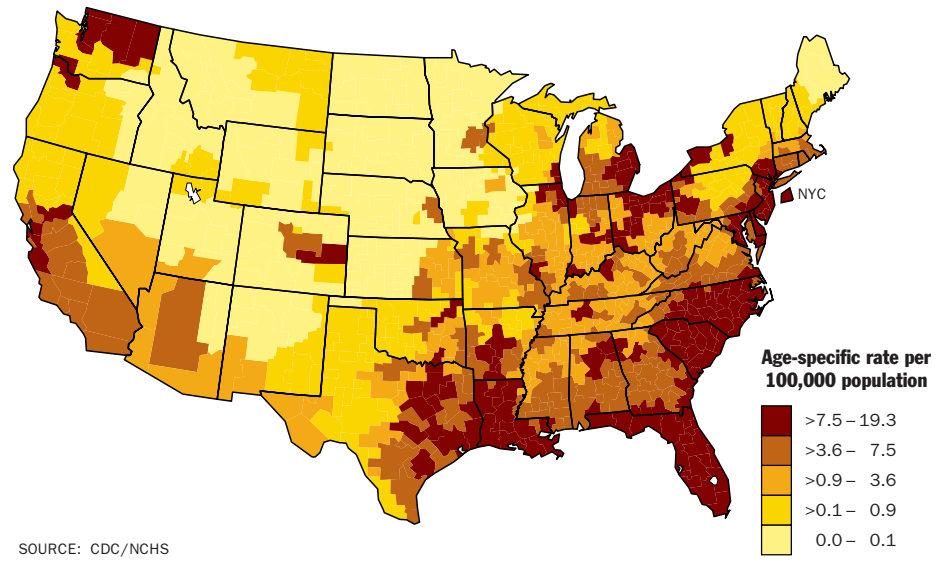 NYC
Age-specific rate per
100,000 population
>7.5 – 19.3
>3.6 – 7.5
>0.9 – 3.6
>0.1 – 0.9
0.0 – 0.1
SOURCE: CDC/NCHS